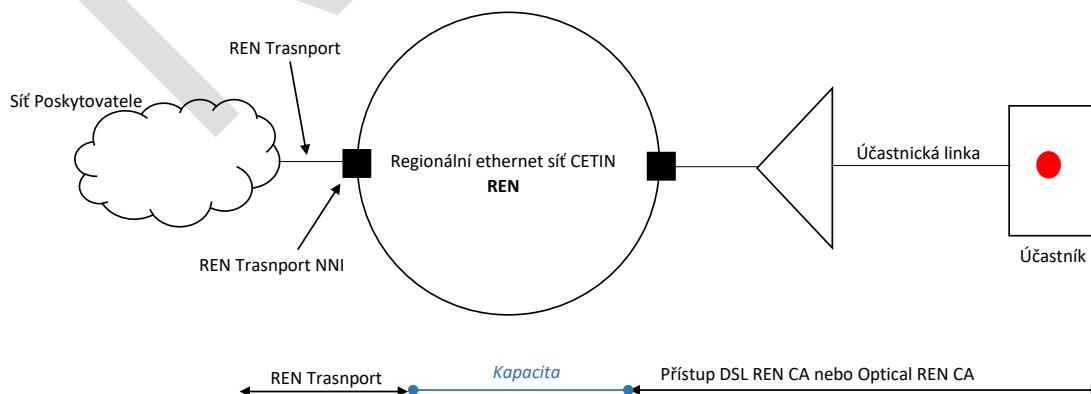 REN Trasnport
Síť Poskytovatele
Regionální ethernet síť CETIN
REN
Účastnická linka
REN Trasnport NNI
Účastník
REN Trasnport
Kapacita
Přístup DSL REN CA nebo Optical REN CA